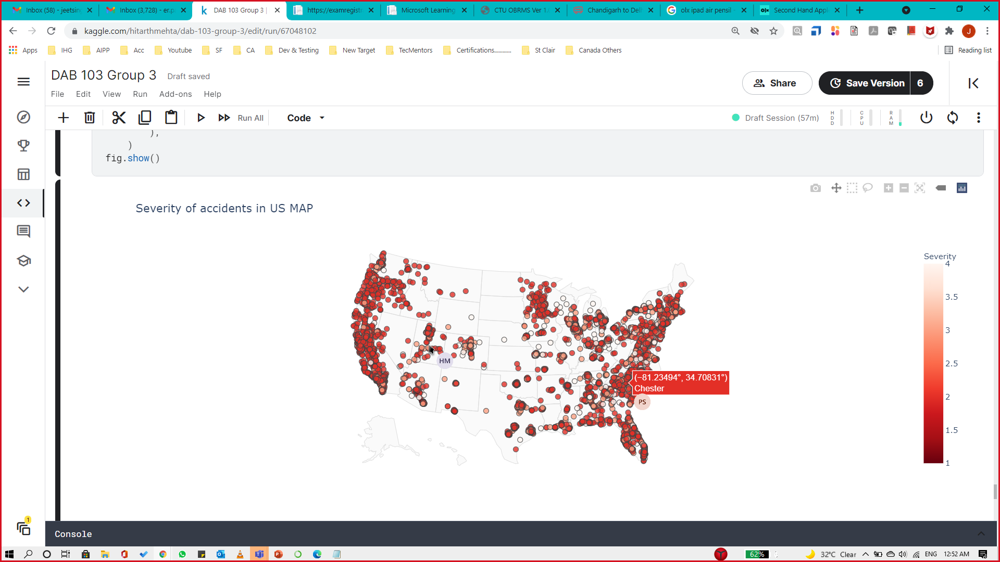 Inbox (58) - jeetsing
Inbox (3,728) - er.p
DAB 103 Group 3 |
https://examregistr
Microsoft Learning
CTU OBRMS Ver 1.
Chandigarh to Delh
olx ipad air pensil -
Second Hand Appl
kaggle.com/hitarthmehta/dab-103-group-3/edit/run/67048102
J
Apps IHG AIPP Acc Youtube SF CA Dev & Testing New Target TecMentors Certifications............ St Clair Canada Others Reading list
DAB 103 Group 3 Draft saved
Share
Save Version 6
File Edit View Run Add-ons Help
Run All
Code
Draft Session (57m)
HDD
CPU
RAM
),
)
fig.show()
Severity of accidents in US MAP
Severity
4
3.5
3
2.5
2
1.5
1
HM
(−81.23494°, 34.70831°)
Chester
PS
1
Console
62%
32°C Clear
ENG
12:52 AM